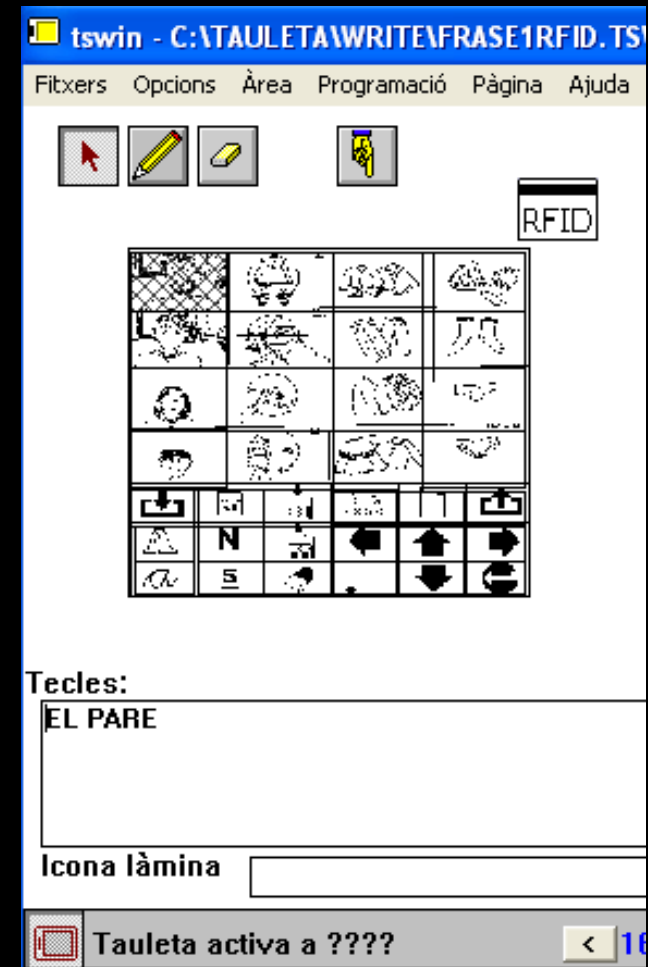 tswin - C:\TAULETA\WRITE\FRASE1RFID.TS
Fitxers Opcions Àrea Programació Pàgina Ajuda
RFID
N
a s
Tecles:
EL PARE
Icona làmina
Tauleta activa a ???? < 16